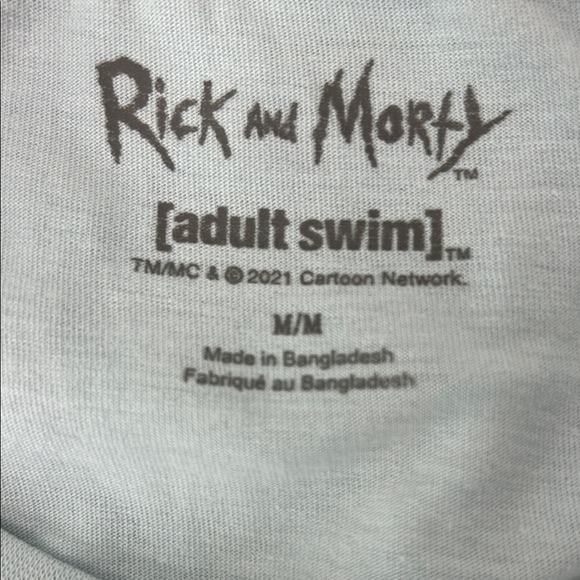 Rick and Morty™
[adult swim]™
TM/MC & © 2021 Cartoon Network.
M/M
Made in Bangladesh
Fabriqué au Bangladesh